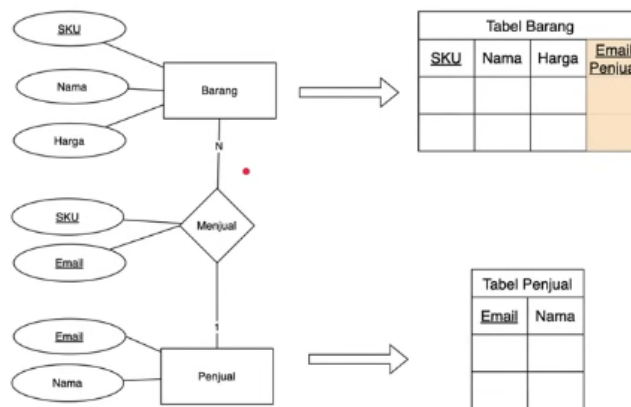 SKU
Nama
Harga
Barang
N
SKU
Email
Menjual
1
Email
Nama
Penjual
Tabel Barang
SKU Nama Harga Email
Penjual
Tabel Penjual
Email Nama